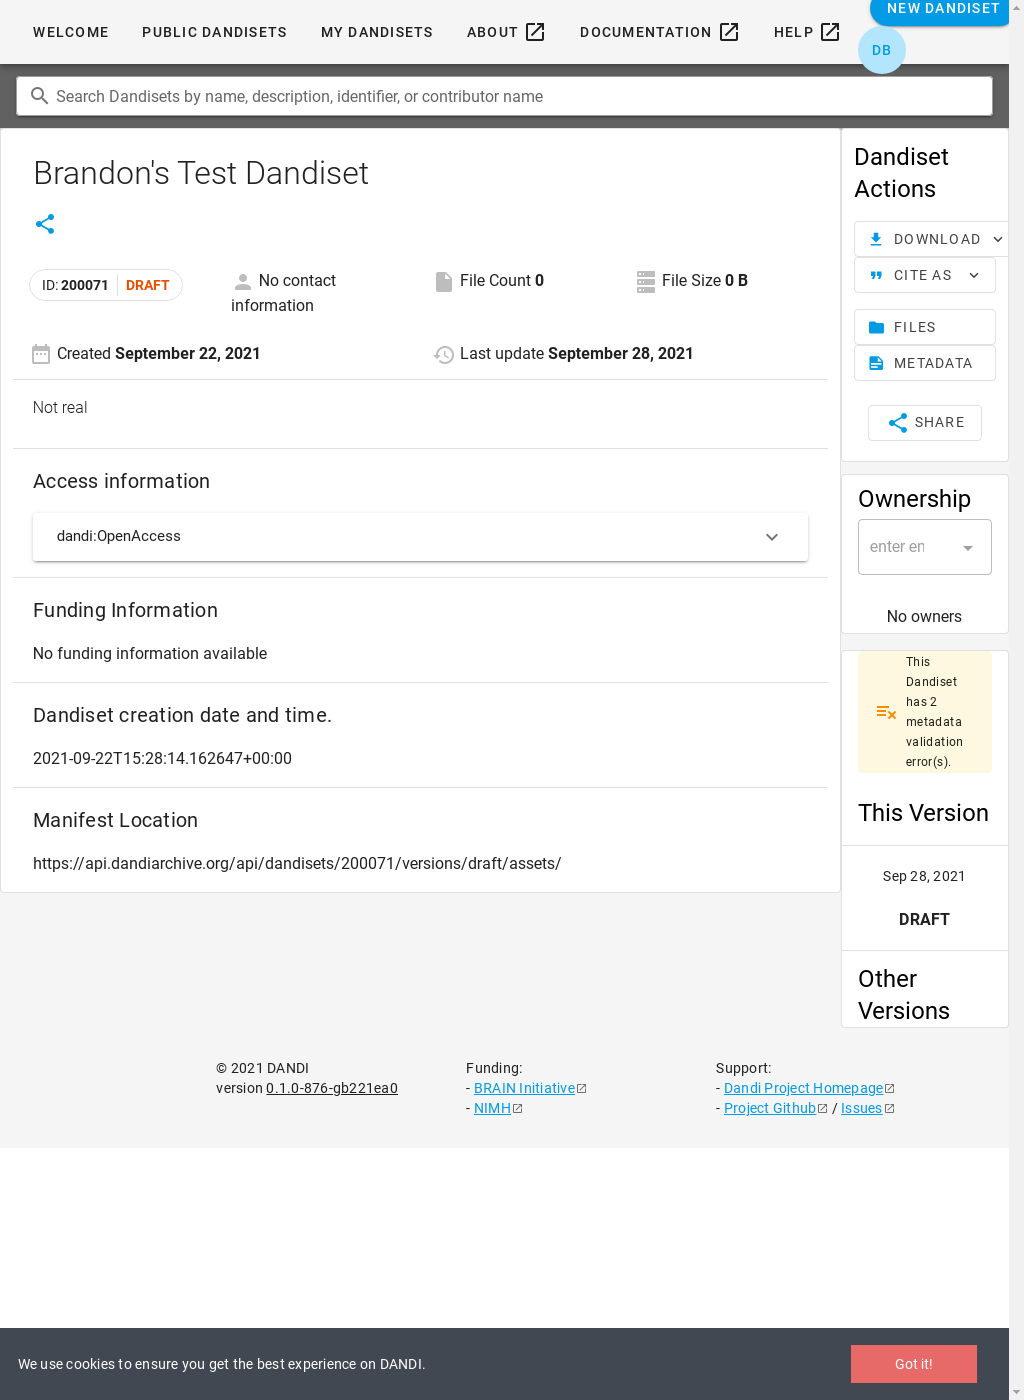 WELCOME
PUBLIC DANDISETS
MY DANDISETS
ABOUT
DOCUMENTATION
HELP
NEW DANDISET
DB
Search Dandisets by name, description, identifier, or contributor name
Brandon's Test Dandiset
ID: 200071 DRAFT
No contact
information
File Count 0
File Size 0 B
Created September 22, 2021
Last update September 28, 2021
Not real
Access information
dandi:OpenAccess
Funding Information
No funding information available
Dandiset creation date and time.
2021-09-22T15:28:14.162647+00:00
Manifest Location
https://api.dandiarchive.org/api/dandisets/200071/versions/draft/assets/
Dandiset
Actions
DOWNLOAD
CITE AS
FILES
METADATA
SHARE
Ownership
enter en
No owners
This
Dandiset
has 2
metadata
validation
error(s).
This Version
Sep 28, 2021
DRAFT
Other
Versions
© 2021 DANDI
version 0.1.0-876-gb221ea0
Funding:
- BRAIN Initiative
- NIMH
Support:
- Dandi Project Homepage
- Project Github / Issues
We use cookies to ensure you get the best experience on DANDI.
Got it!